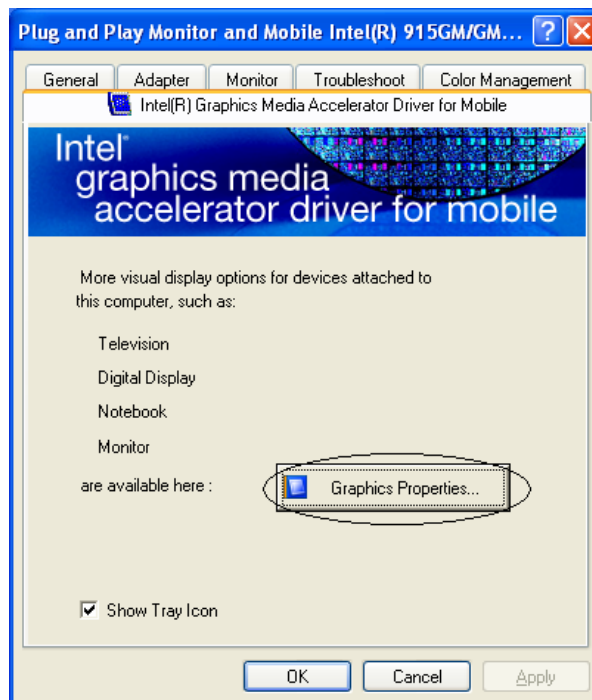 Plug and Play Monitor and Mobile Intel(R) 915GM/GM...
General Adapter Monitor Troubleshoot Color Management
Intel(R) Graphics Media Accelerator Driver for Mobile
Intel®
graphics media
accelerator driver for mobile
More visual display options for devices attached to
this computer, such as:
Television
Digital Display
Notebook
Monitor
are available here :
Graphics Properties...
Show Tray Icon
OK Cancel Apply